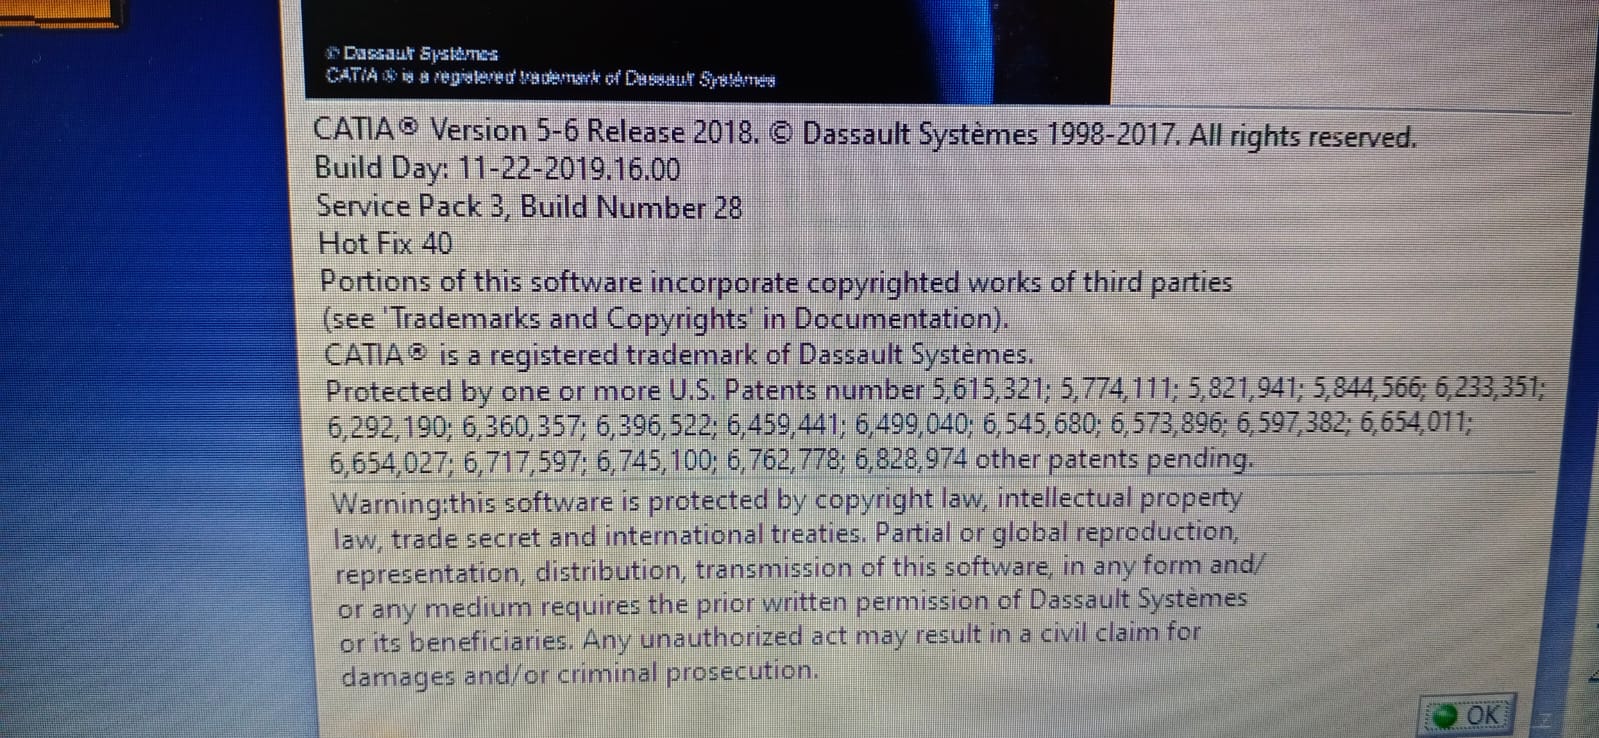 © Dassault Systèmes
CATIA ® is a registered trademark of Dassault Systèmes
CATIA® Version 5-6 Release 2018. © Dassault Systèmes 1998-2017. All rights reserved.
Build Day: 11-22-2019.16.00
Service Pack 3, Build Number 28
Hot Fix 40
Portions of this software incorporate copyrighted works of third parties
(see 'Trademarks and Copyrights' in Documentation).
CATIA® is a registered trademark of Dassault Systèmes.
Protected by one or more U.S. Patents number 5,615,321; 5,774,111; 5,821,941; 5,844,566; 6,233,351;
6,292,190; 6,360,357; 6,396,522; 6,459,441; 6,499,040; 6,545,680; 6,573,896; 6,597,382; 6,654,011;
6,654,027; 6,717,597; 6,745,100; 6,762,778; 6,828,974 other patents pending.
Warning:this software is protected by copyright law, intellectual property
law, trade secret and international treaties. Partial or global reproduction,
representation, distribution, transmission of this software, in any form and/
or any medium requires the prior written permission of Dassault Systèmes
or its beneficiaries. Any unauthorized act may result in a civil claim for
damages and/or criminal prosecution.
OK